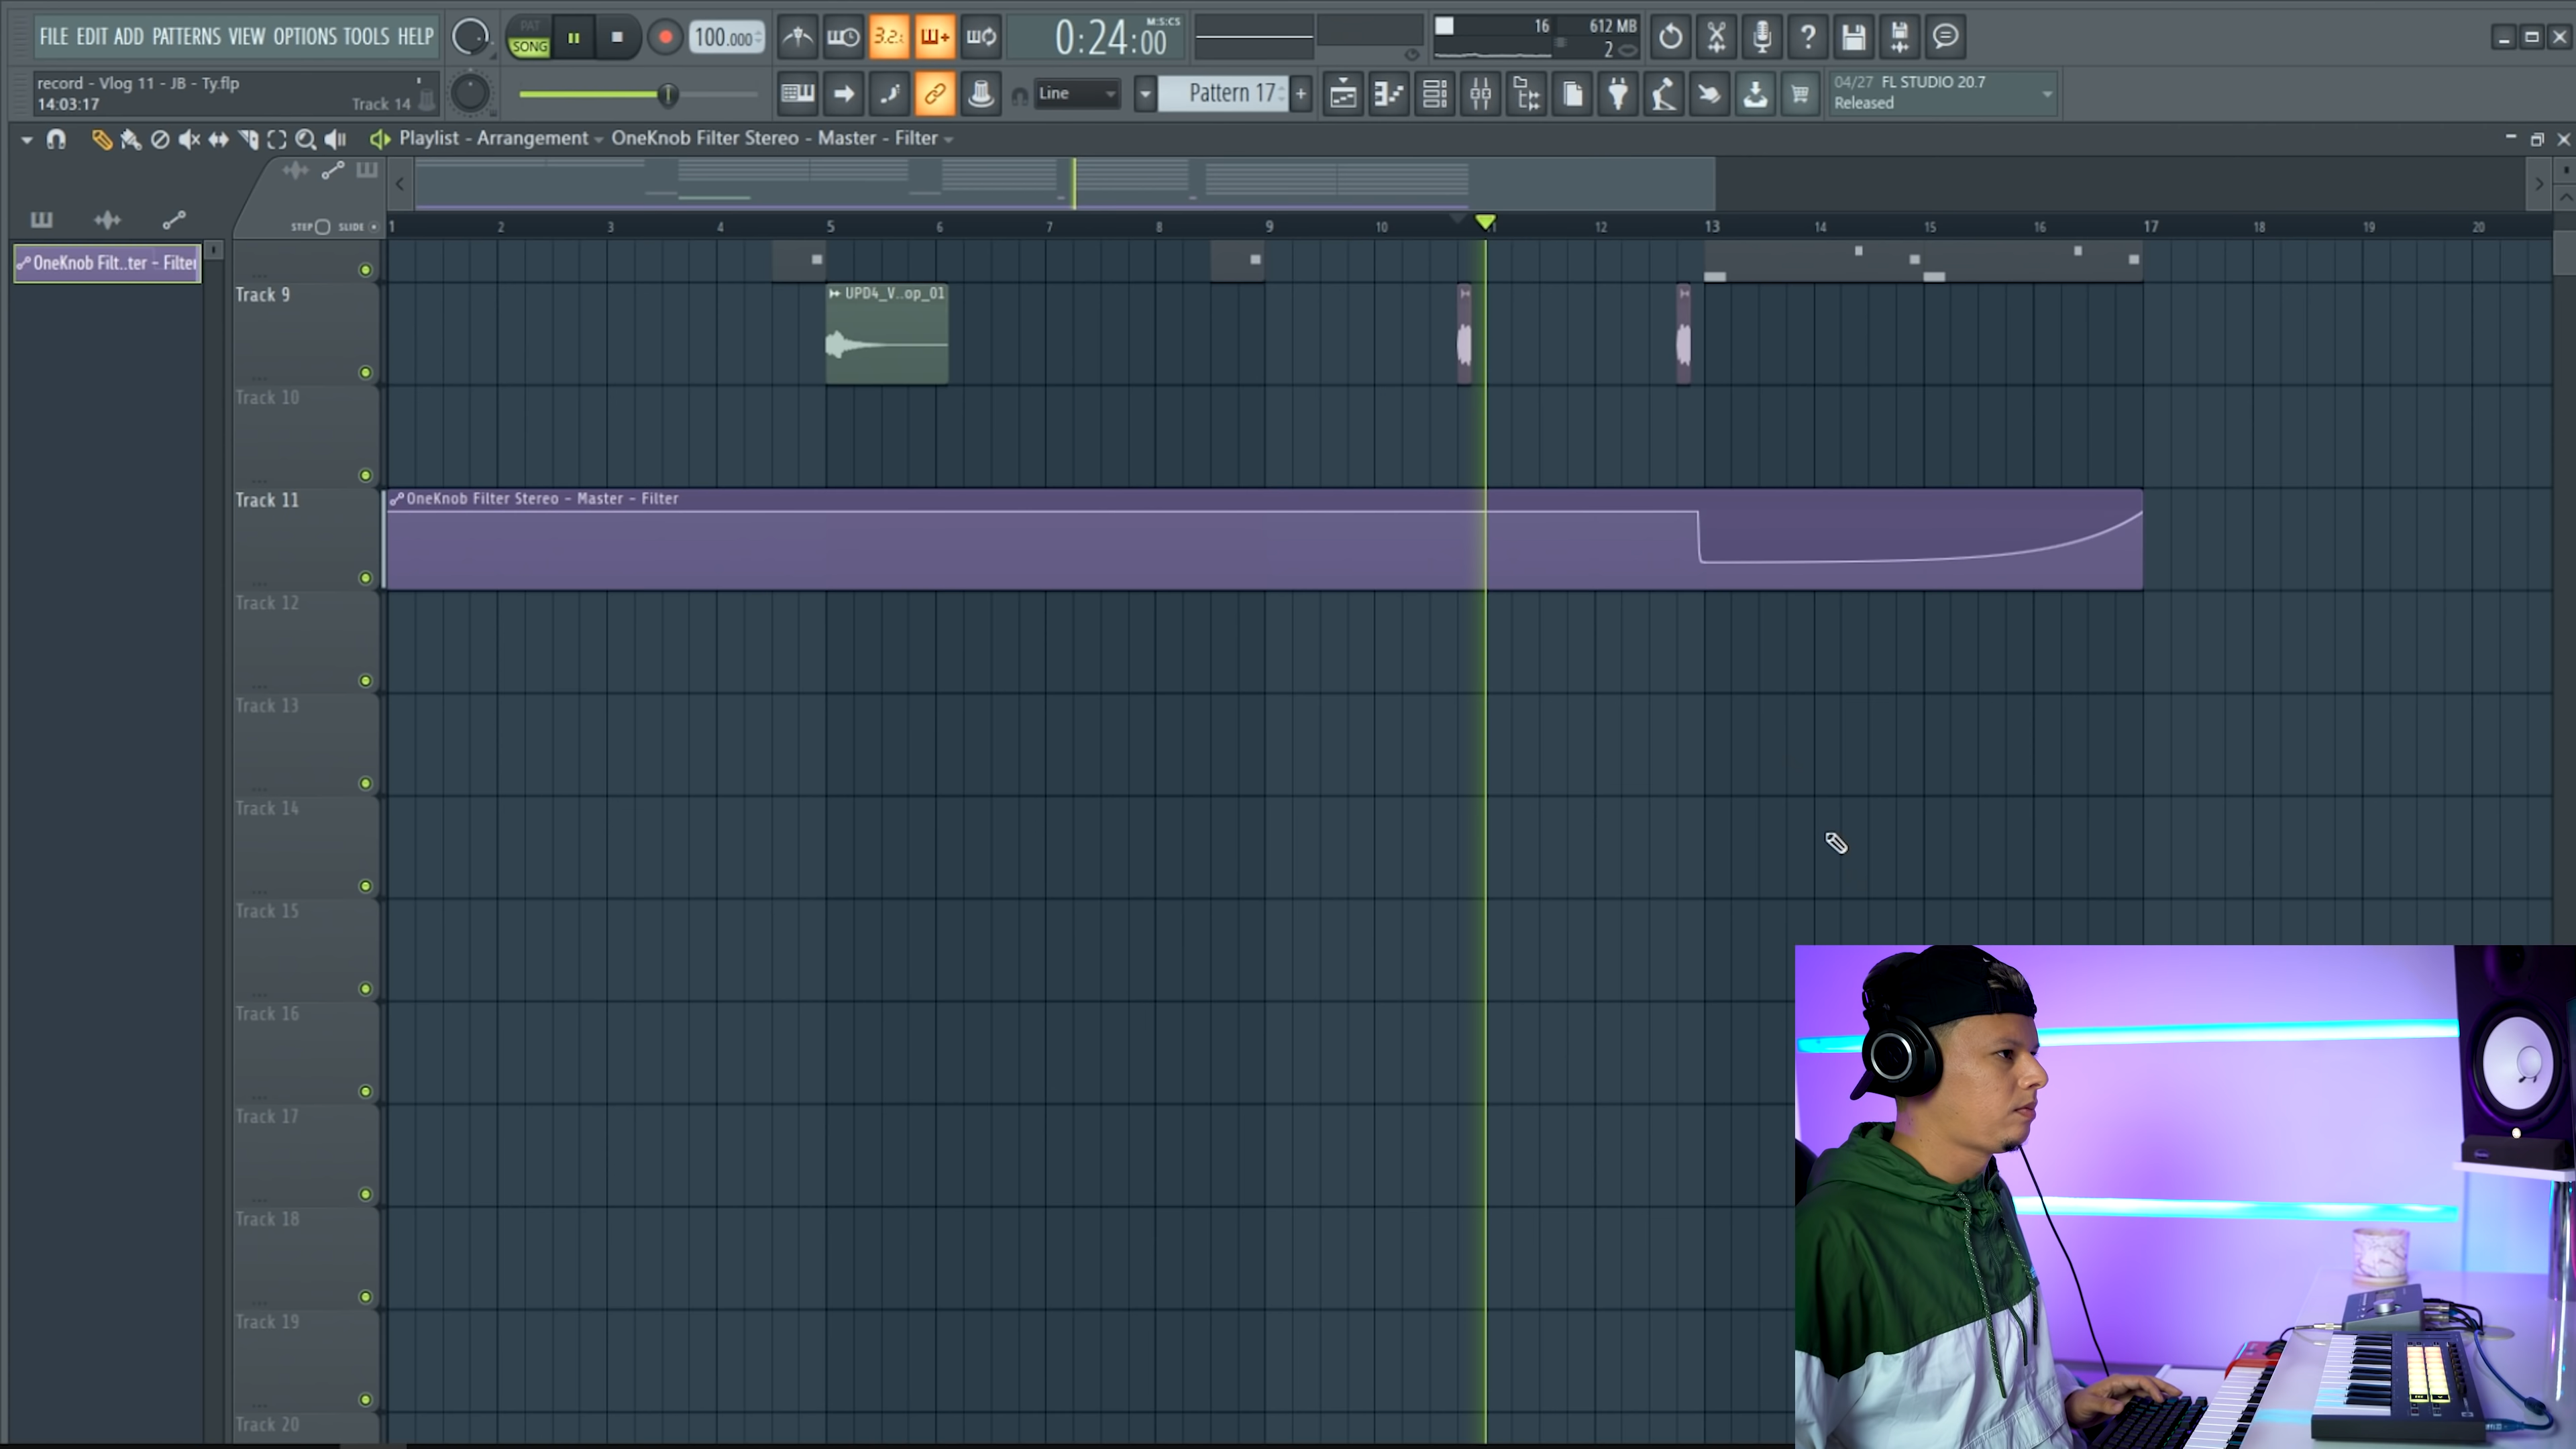 FILE EDIT ADD PATTERNS VIEW OPTIONS TOOLS HELP
PAT
SONG
100.000
3.2.
0:24:00
M:S:CS
16
612 MB
2
record - Vlog 11 - JB - Ty.flp
14:03:17
Track 14
Line
Pattern 17
04/27 FL STUDIO 20.7
Released
Playlist - Arrangement
OneKnob Filter Stereo - Master - Filter
STEP
SLIDE
1 2 3 4 5 6 7 8 9 10 11 12 13 14 15 16 17 18 19 20
OneKnob Filt..ter - Filter
Track 9
UPD4_V..op_01
Track 10
Track 11
OneKnob Filter Stereo - Master - Filter
Track 12
Track 13
Track 14
Track 15
Track 16
Track 17
Track 18
Track 19
Track 20